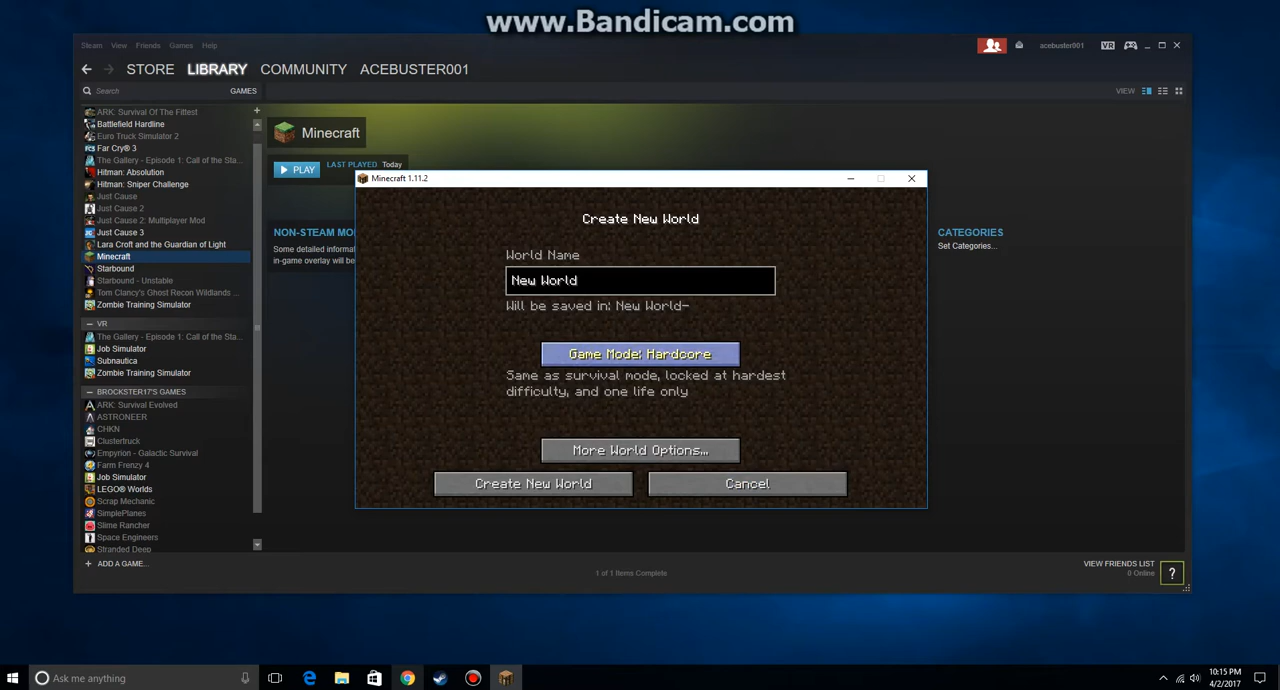 www.Bandicam.com
Steam View Friends Games Help
acebuster001
VR
STORE LIBRARY COMMUNITY ACEBUSTER001
Search
GAMES
VIEW
ARK: Survival Of The Fittest
Battlefield Hardline
Euro Truck Simulator 2
Far Cry® 3
The Gallery - Episode 1: Call of the Sta...
Hitman: Absolution
Hitman: Sniper Challenge
Just Cause
Just Cause 2
Just Cause 2: Multiplayer Mod
Just Cause 3
Lara Croft and the Guardian of Light
Minecraft
Starbound
Starbound - Unstable
Tom Clancy's Ghost Recon Wildlands ...
Zombie Training Simulator
— VR
The Gallery - Episode 1: Call of the Sta...
Job Simulator
Subnautica
Zombie Training Simulator
— BROCKSTER17'S GAMES
ARK: Survival Evolved
ASTRONEER
CHKN
Clustertruck
Empyrion - Galactic Survival
Farm Frenzy 4
Job Simulator
LEGO® Worlds
Scrap Mechanic
SimplePlanes
Slime Rancher
Space Engineers
Stranded Deep
+ ADD A GAME...
Minecraft
PLAY
LAST PLAYED Today
NON-STEAM
Some detailed
in-game overlay will be
CATEGORIES
Set Categories...
Minecraft 1.11.2
Create New World
World Name
New World
Will be saved in: New World-
Game Mode: Hardcore
Same as survival mode, locked at hardest
difficulty, and one life only
More World Options...
Create New World
Cancel
1 of 1 Items Complete
VIEW FRIENDS LIST
0 Online
?
Ask me anything
10:15 PM
4/2/2017